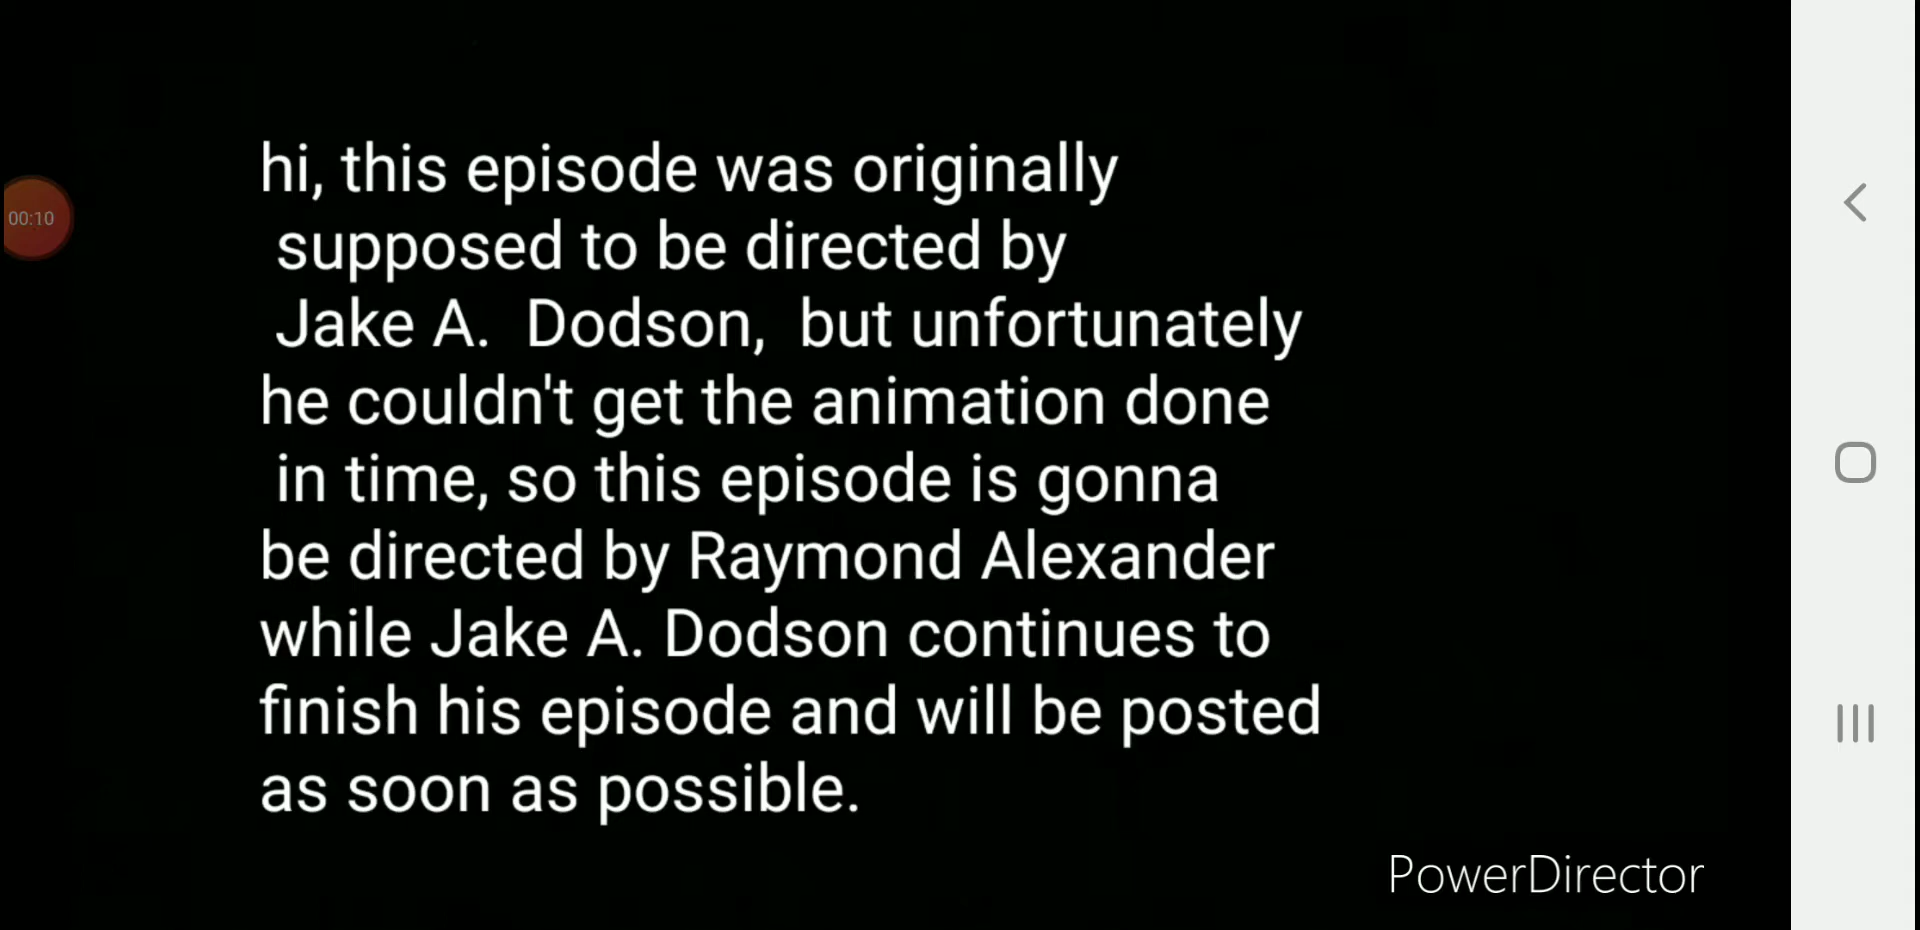 hi, this episode was originally
supposed to be directed by
Jake A.  Dodson,  but unfortunately
he couldn't get the animation done
in time, so this episode is gonna
be directed by Raymond Alexander
while Jake A. Dodson continues to
finish his episode and will be posted
as soon as possible.
00:10
PowerDirector